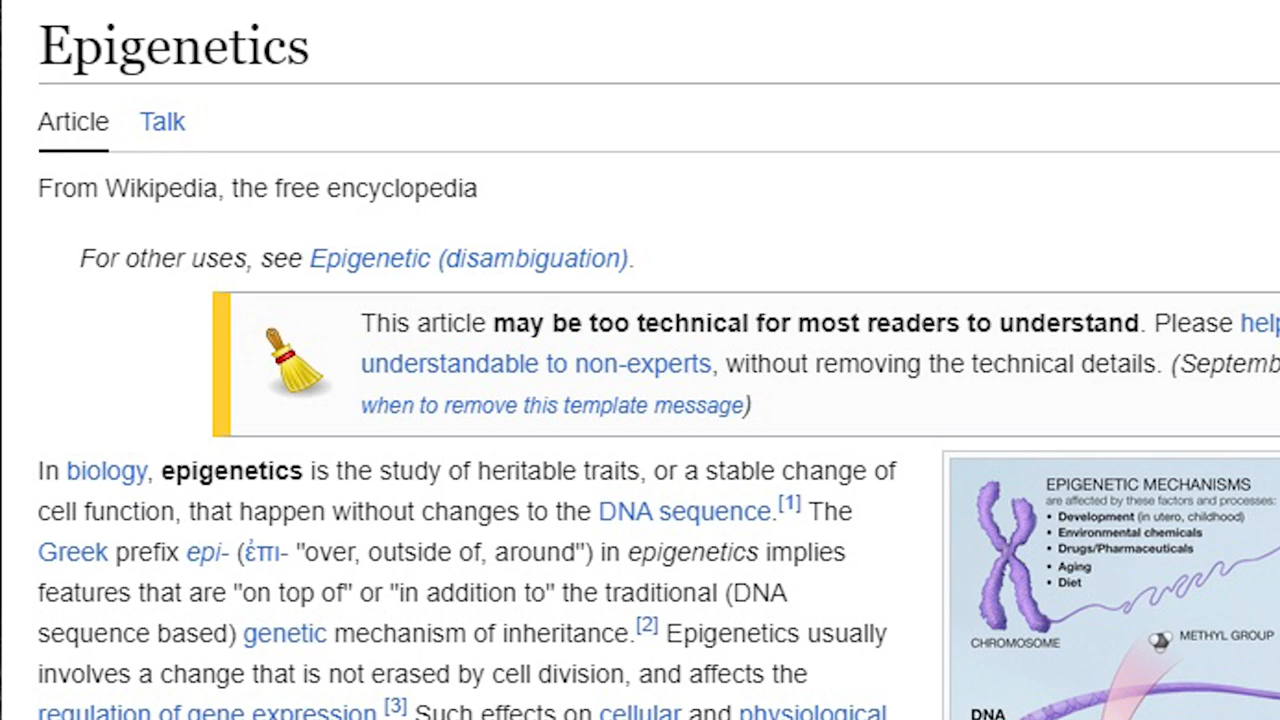 Epigenetics
Article Talk
From Wikipedia, the free encyclopedia
For other uses, see Epigenetic (disambiguation).
This article may be too technical for most readers to understand. Please
understandable to non-experts, without removing the technical details.
when to remove this template message)
In biology, epigenetics is the study of heritable traits, or a stable change of
cell function, that happen without changes to the DNA sequence.[1] The
Greek prefix epi- (ἐπι- "over, outside of, around") in epigenetics implies
features that are "on top of" or "in addition to" the traditional (DNA
sequence based) genetic mechanism of inheritance.[2] Epigenetics usually
involves a change that is not erased by cell division, and affects the
regulation of gene expression.[3] Such effects on cellular and physiological
EPIGENETIC MECHANISMS
are affected by these factors and processes:
• Development (in utero, childhood)
• Environmental chemicals
• Drugs/Pharmaceuticals
• Aging
• Diet
CHROMOSOME
METHYL GROUP
DNA